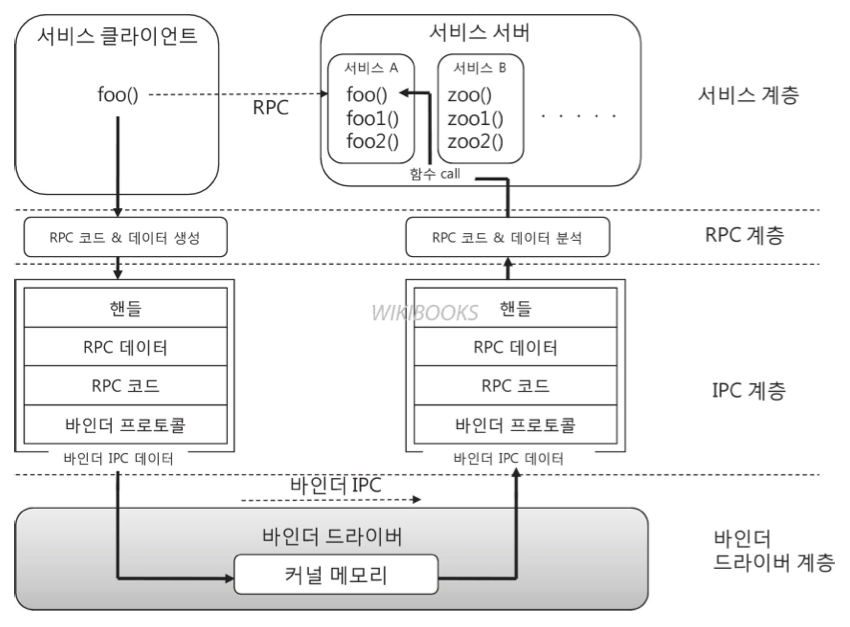 서비스 클라이언트
foo()
RPC
서비스 서버
서비스 A
foo()
foo1()
foo2()
서비스 B
zoo()
zoo1()
zoo2()
· · · · ·
함수 call
서비스 계층
RPC 코드 & 데이터 생성
RPC 코드 & 데이터 분석
RPC 계층
핸들
RPC 데이터
RPC 코드
바인더 프로토콜
바인더 IPC 데이터
WIKIBOOKS
핸들
RPC 데이터
RPC 코드
바인더 프로토콜
바인더 IPC 데이터
IPC 계층
바인더 IPC
바인더 드라이버
커널 메모리
바인더
드라이버 계층